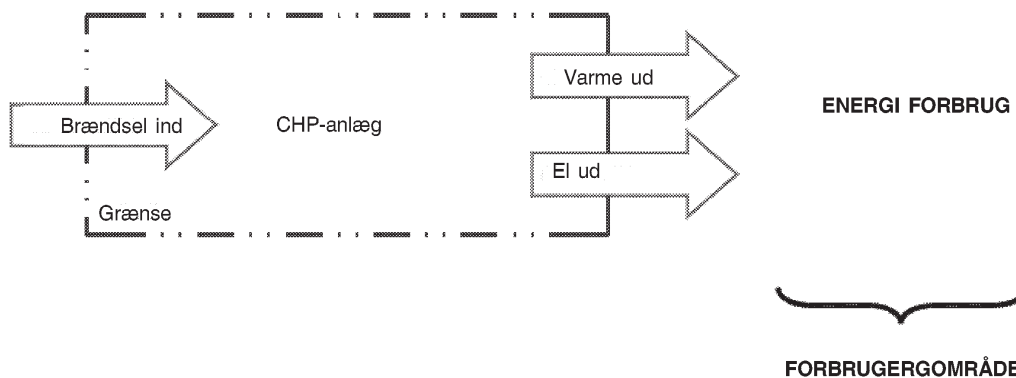 Varme ud
ENERGI FORBRUG
Brændsel ind
CHP-anlæg
El ud
Grænse
FORBRUGERGOMRÅDE